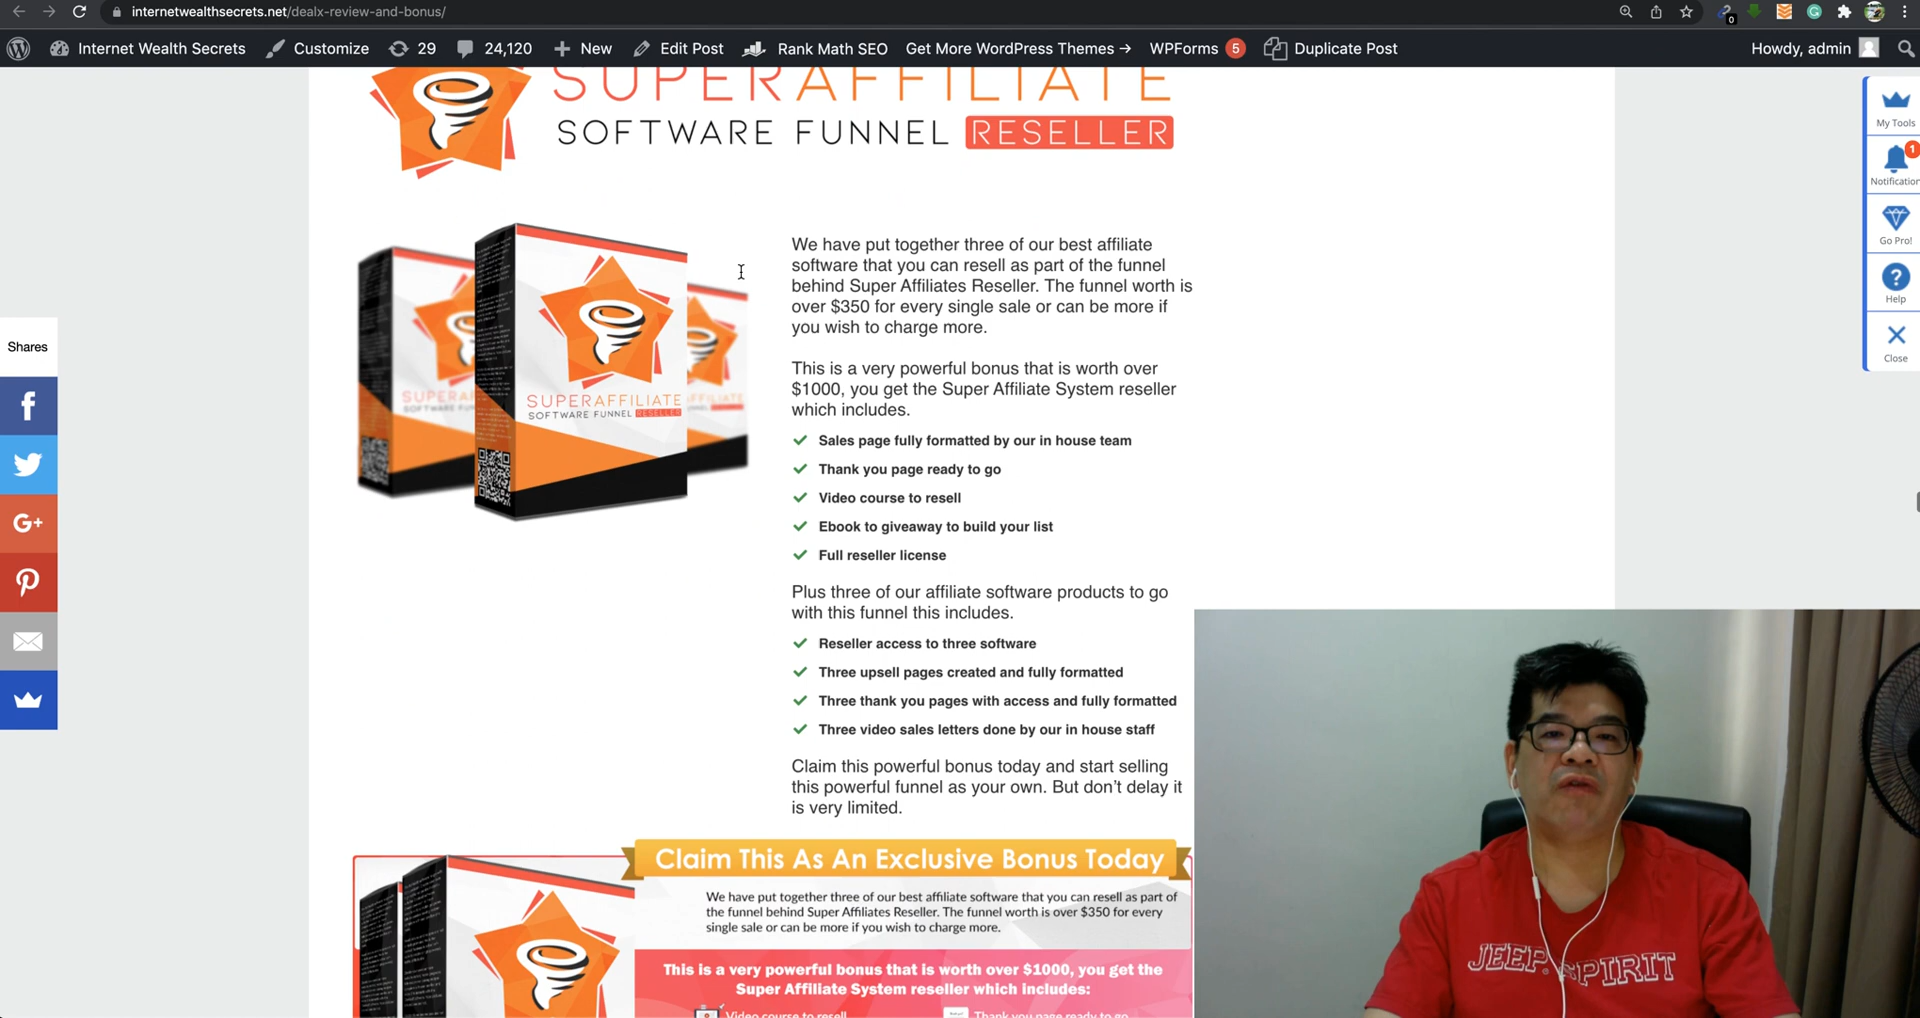 internetwealthsecrets.net/dealx-review-and-bonus/
0
Internet Wealth Secrets
Customize
29
24,120
New
Edit Post
Rank Math SEO
Get More WordPress Themes →
WPForms 5
Duplicate Post
Howdy, admin
SUPERAFFILIATE
SOFTWARE FUNNEL RESELLER
My Tools
1
Notification
Go Pro!
Help
Close
Shares
f
G+
SUPERAFFILIATE
SOFTWARE FUNNEL RESELLER
We have put together three of our best affiliate
software that you can resell as part of the funnel
behind Super Affiliates Reseller. The funnel worth is
over $350 for every single sale or can be more if
you wish to charge more.
This is a very powerful bonus that is worth over
$1000, you get the Super Affiliate System reseller
which includes.
Sales page fully formatted by our in house team
Thank you page ready to go
Video course to resell
Ebook to giveaway to build your list
Full reseller license
Plus three of our affiliate software products to go
with this funnel this includes.
Reseller access to three software
Three upsell pages created and fully formatted
Three thank you pages with access and fully formatted
Three video sales letters done by our in house staff
Claim this powerful bonus today and start selling
this powerful funnel as your own. But don't delay it
is very limited.
Claim This As An Exclusive Bonus Today
We have put together three of our best affiliate software that you can resell as part of
the funnel behind Super Affiliates Reseller. The funnel worth is over $350 for every
single sale or can be more if you wish to charge more.
This is a very powerful bonus that is worth over $1000, you get the
Super Affiliate System reseller which includes:
Video course to resell
Thank you page ready to go
JEEP SPIRIT